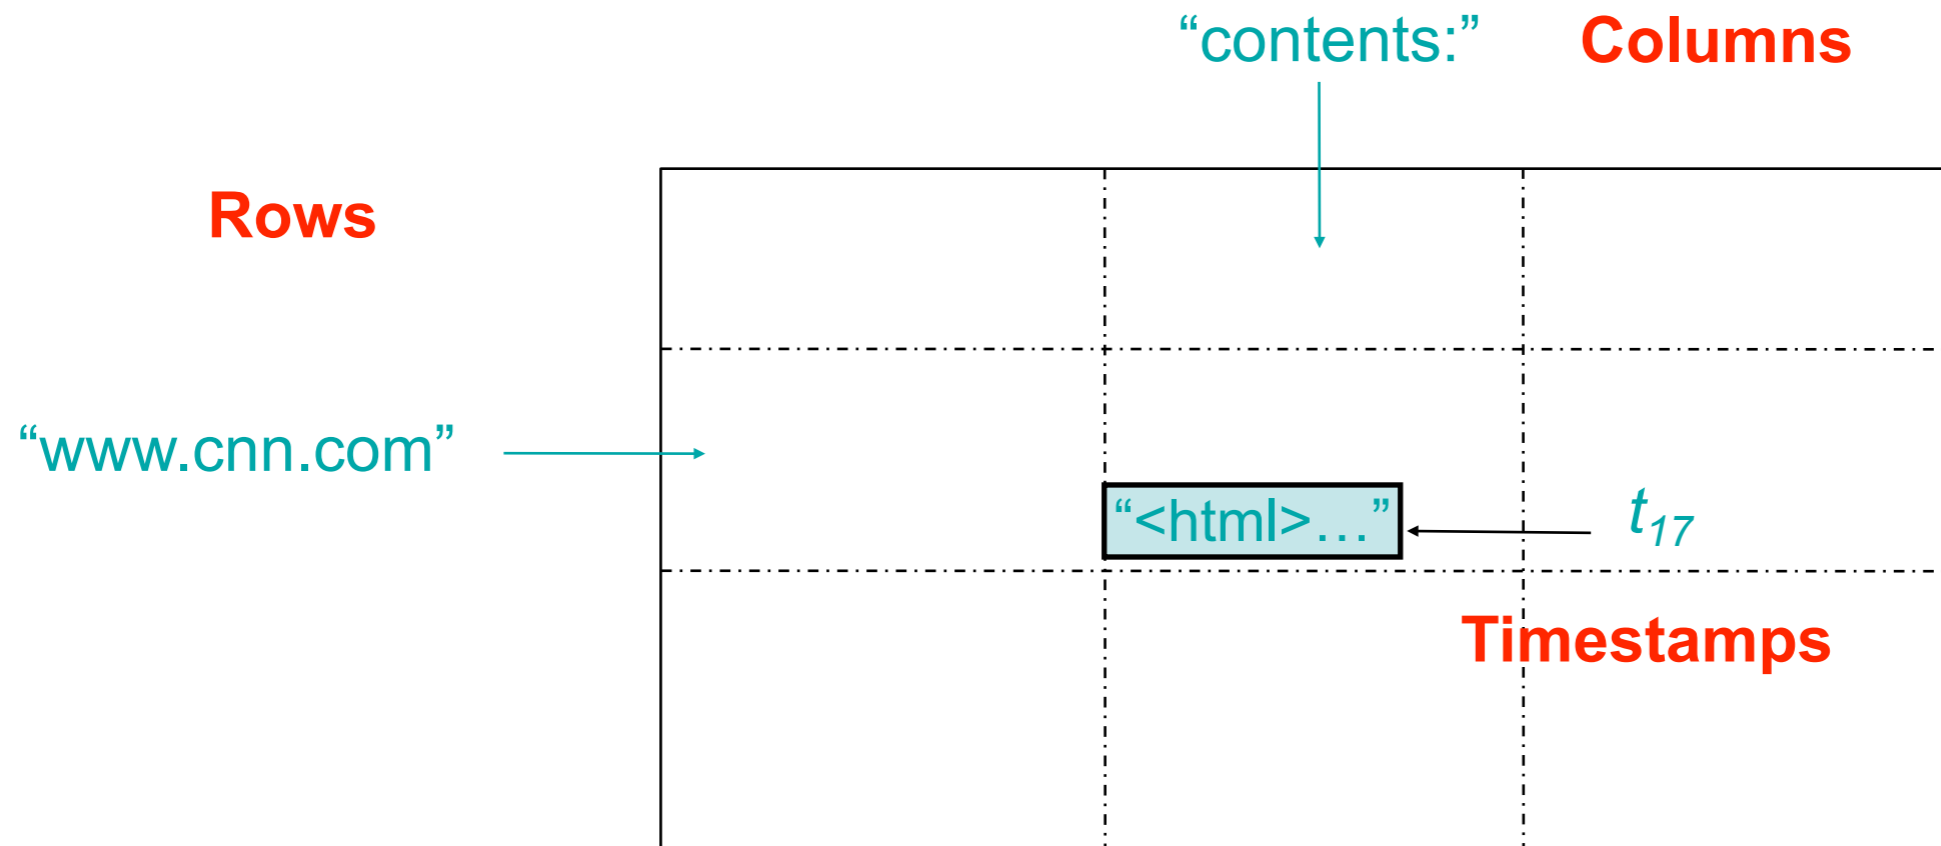 “contents:” Columns
Rows
“www.cnn.com”
“<html>…” t17
Timestamps